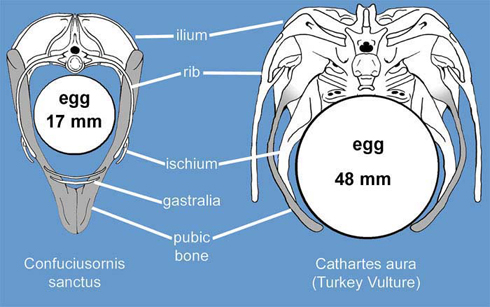 ilium
rib
egg
17 mm
egg
48 mm
ischium
gastralia
pubic
bone
Confuciusornis
sanctus
Cathartes aura
(Turkey Vulture)